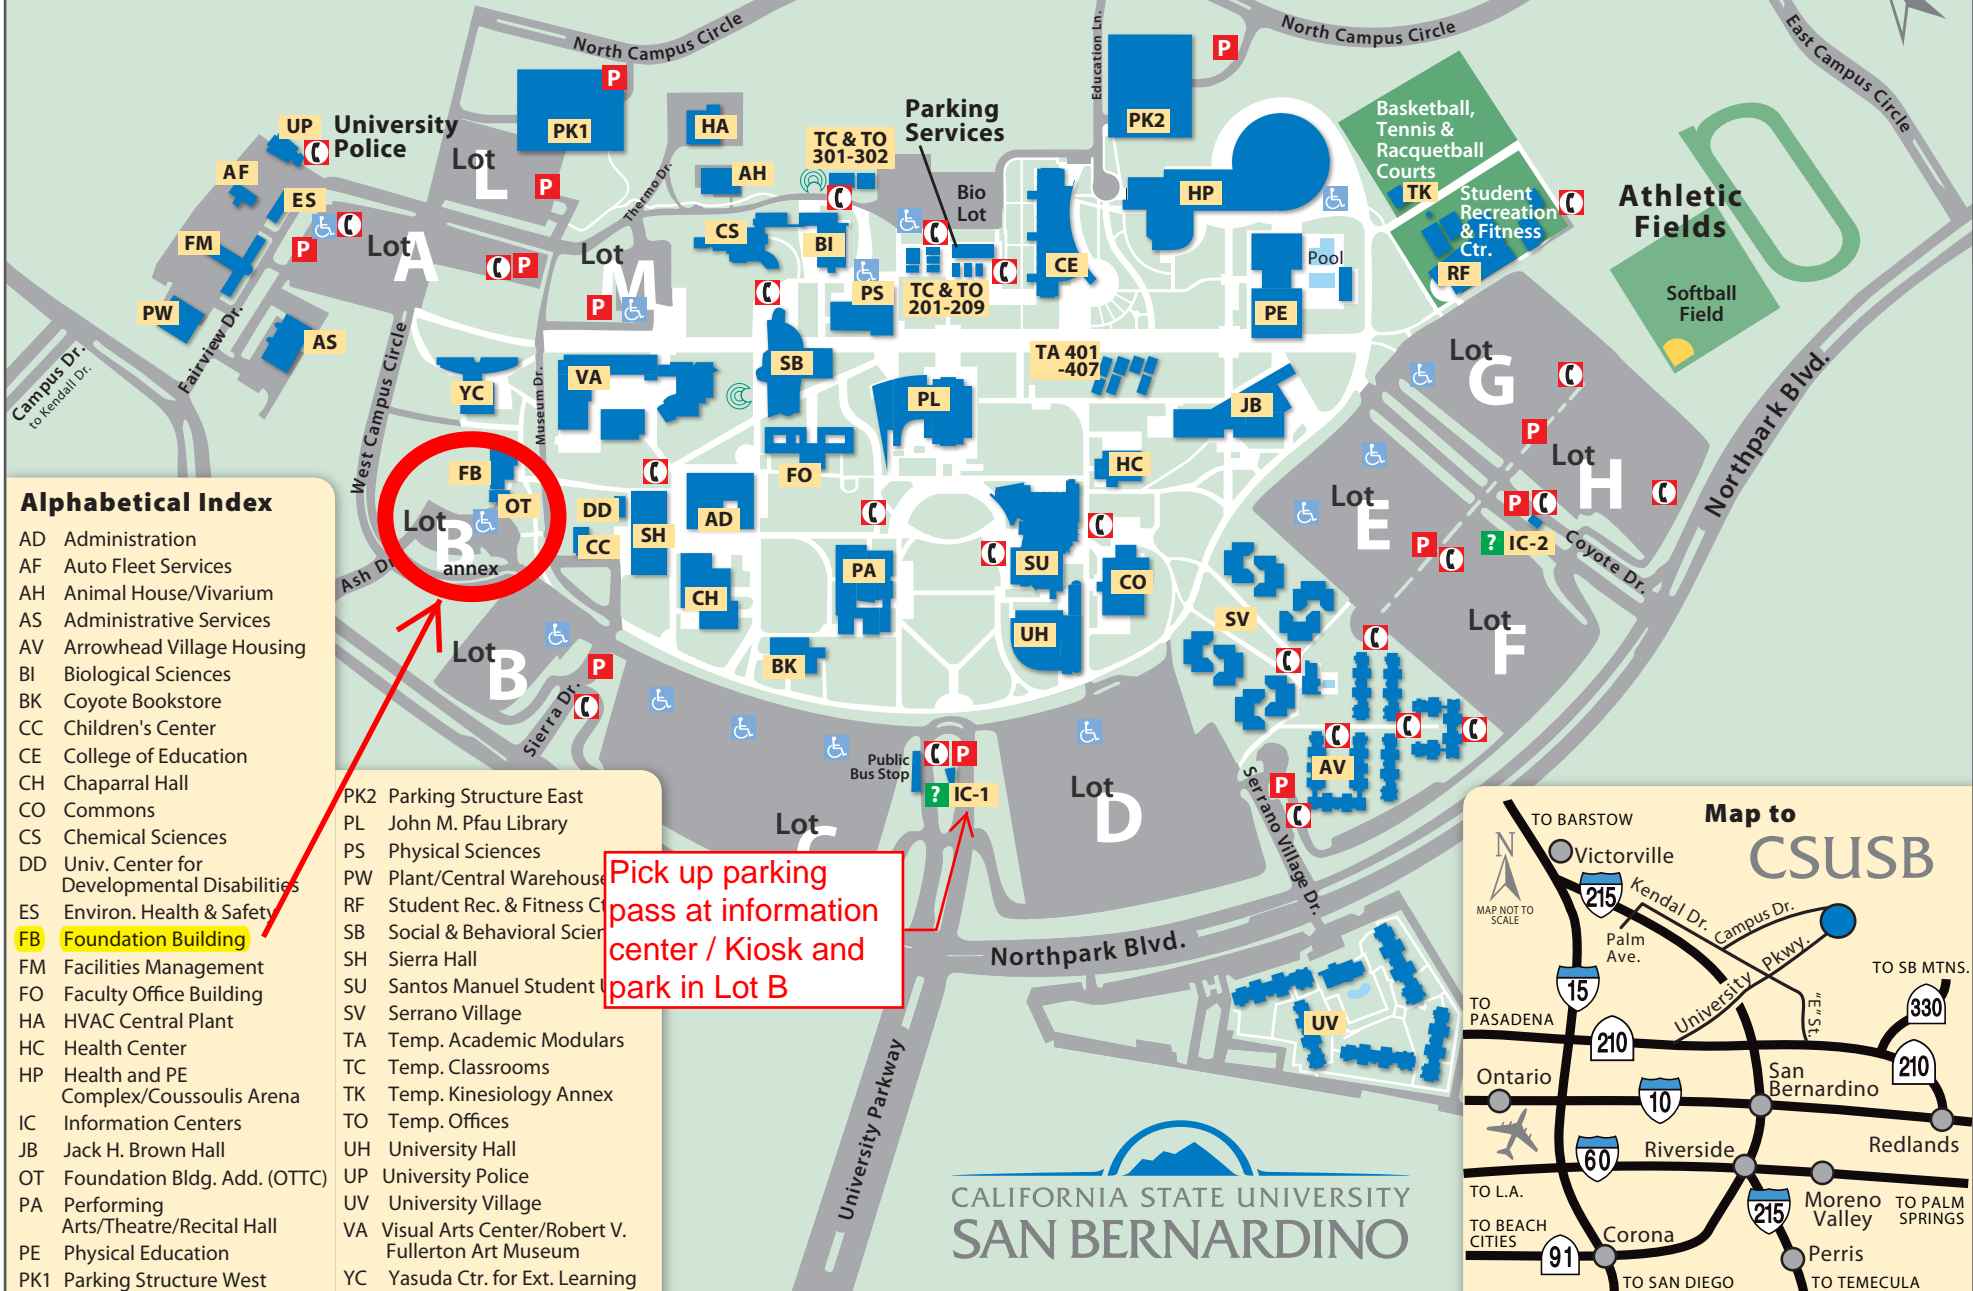 North Campus Circle
Education Ln.
North Campus Circle
East Campus Circle
P
P
UP
University
Police
PK1
HA
Parking
Services
PK2
Basketball,
Tennis &
Racquetball
Courts
TC & TO
301-302
AF
Lot
L
P
AH
Thermo Dr.
Bio
Lot
HP
TK
Student
Recreation
& Fitness
Ctr.
Athletic
Fields
ES
FM
P
Lot
A
P
Lot
M
P
CS
BI
CE
Pool
RF
PS
TC & TO
201-209
PE
Softball
Field
PW
Fairview Dr.
AS
Campus Dr.
to Kendall Dr.
West Campus Circle
YC
Museum Dr.
VA
SB
PL
TA 401
-407
JB
Lot
G
P
Northpark Blvd.
FB
OT
Lot
B
annex
DD
CC
SH
AD
FO
HC
Lot
E
Lot
H
P
P
? IC-2
Coyote Dr.
Ash Dr.
CH
PA
SU
CO
SV
Lot
F
Lot
B
P
Sierra Dr.
BK
UH
Public
Bus Stop
P
? IC-1
Lot
C
Lot
D
Serrano Village Dr.
P
AV
Northpark Blvd.
University Parkway
UV
Pick up parking
pass at information
center / Kiosk and
park in Lot B
Alphabetical Index
AD Administration
AF Auto Fleet Services
AH Animal House/Vivarium
AS Administrative Services
AV Arrowhead Village Housing
BI Biological Sciences
BK Coyote Bookstore
CC Children's Center
CE College of Education
CH Chaparral Hall
CO Commons
CS Chemical Sciences
DD Univ. Center for
Developmental Disabilities
ES Environ. Health & Safety
FB Foundation Building
FM Facilities Management
FO Faculty Office Building
HA HVAC Central Plant
HC Health Center
HP Health and PE
Complex/Coussoulis Arena
IC Information Centers
JB Jack H. Brown Hall
OT Foundation Bldg. Add. (OTTC)
PA Performing
Arts/Theatre/Recital Hall
PE Physical Education
PK1 Parking Structure West
PK2 Parking Structure East
PL John M. Pfau Library
PS Physical Sciences
PW Plant/Central Warehouse
RF Student Rec. & Fitness
SB Social & Behavioral
SH Sierra Hall
SU Santos Manuel Student
SV Serrano Village
TA Temp. Academic Modulars
TC Temp. Classrooms
TK Temp. Kinesiology Annex
TO Temp. Offices
UH University Hall
UP University Police
UV University Village
VA Visual Arts Center/Robert V.
Fullerton Art Museum
YC Yasuda Ctr. for Ext. Learning
CALIFORNIA STATE UNIVERSITY
SAN BERNARDINO
Map to
CSUSB
TO BARSTOW
N
MAP NOT TO
SCALE
Victorville
215
Kendal Dr.
Campus Dr.
Palm
Ave.
University Pkwy.
"E" St.
TO SB MTNS.
330
15
TO
PASADENA
210
210
Ontario
10
San
Bernardino
Redlands
Riverside
60
TO L.A.
Moreno
Valley
215
TO PALM
SPRINGS
TO BEACH
CITIES
91
Corona
Perris
TO SAN DIEGO
TO TEMECULA